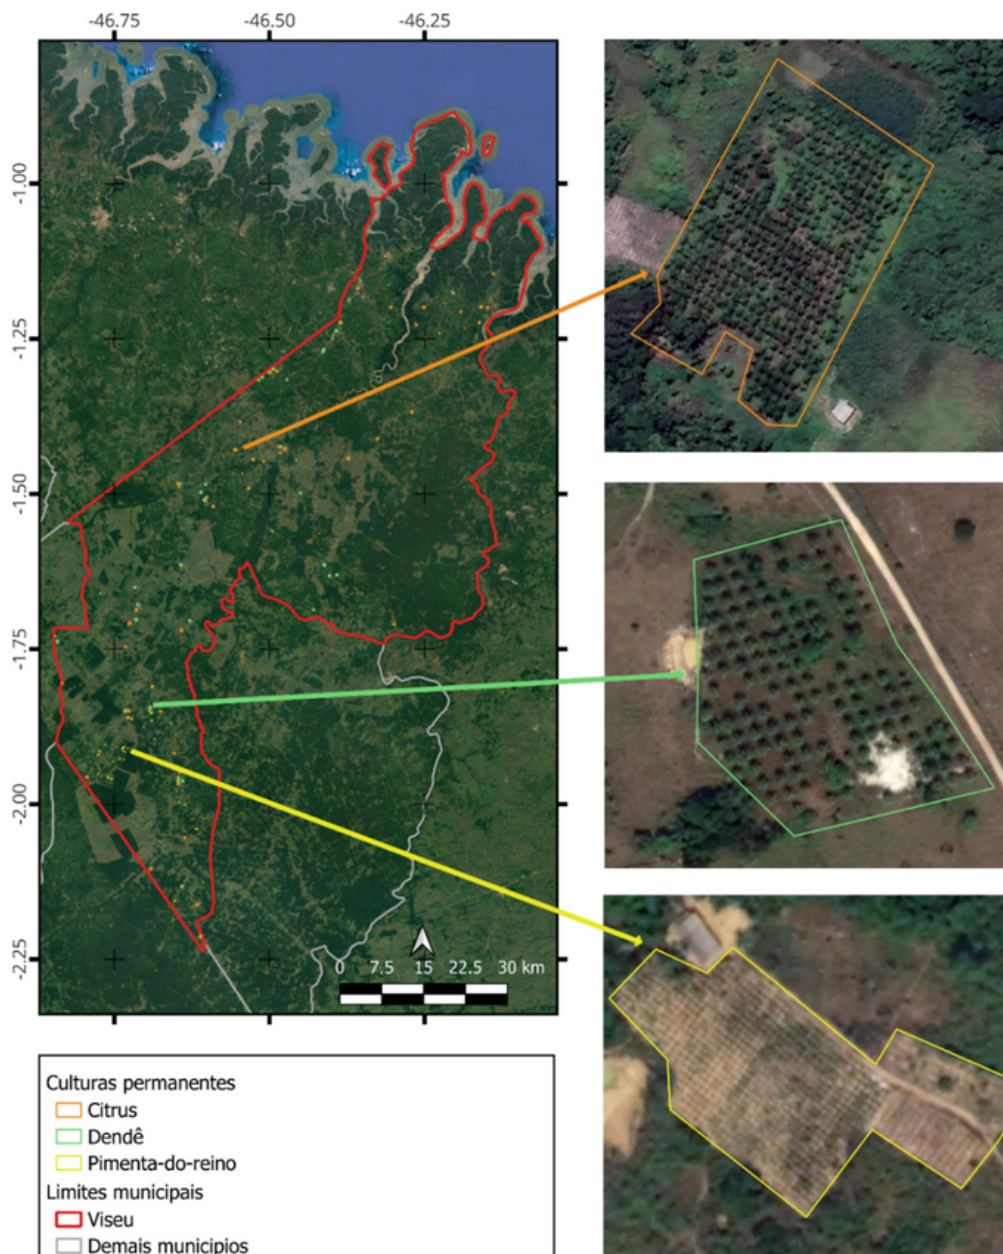 -46.75 -46.50 -46.25
-1.00
-1.25
-1.50
-1.75
-2.00
-2.25
0 7.5 15 22.5 30 km
Culturas permanentes
Citrus
Dendê
Pimenta-do-reino
Limites municipais
Viseu
Demais municipios